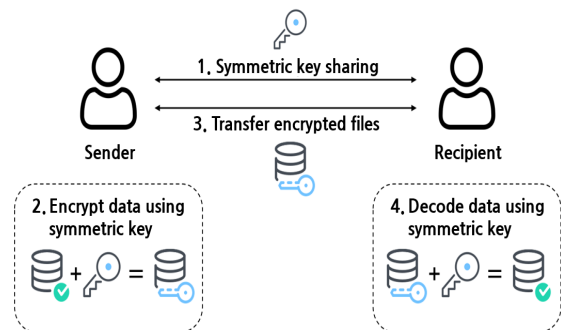 1. Symmetric key sharing
3. Transfer encrypted files
Sender
Recipient
2. Encrypt data using
symmetric key
+ =
4. Decode data using
symmetric key
+ =